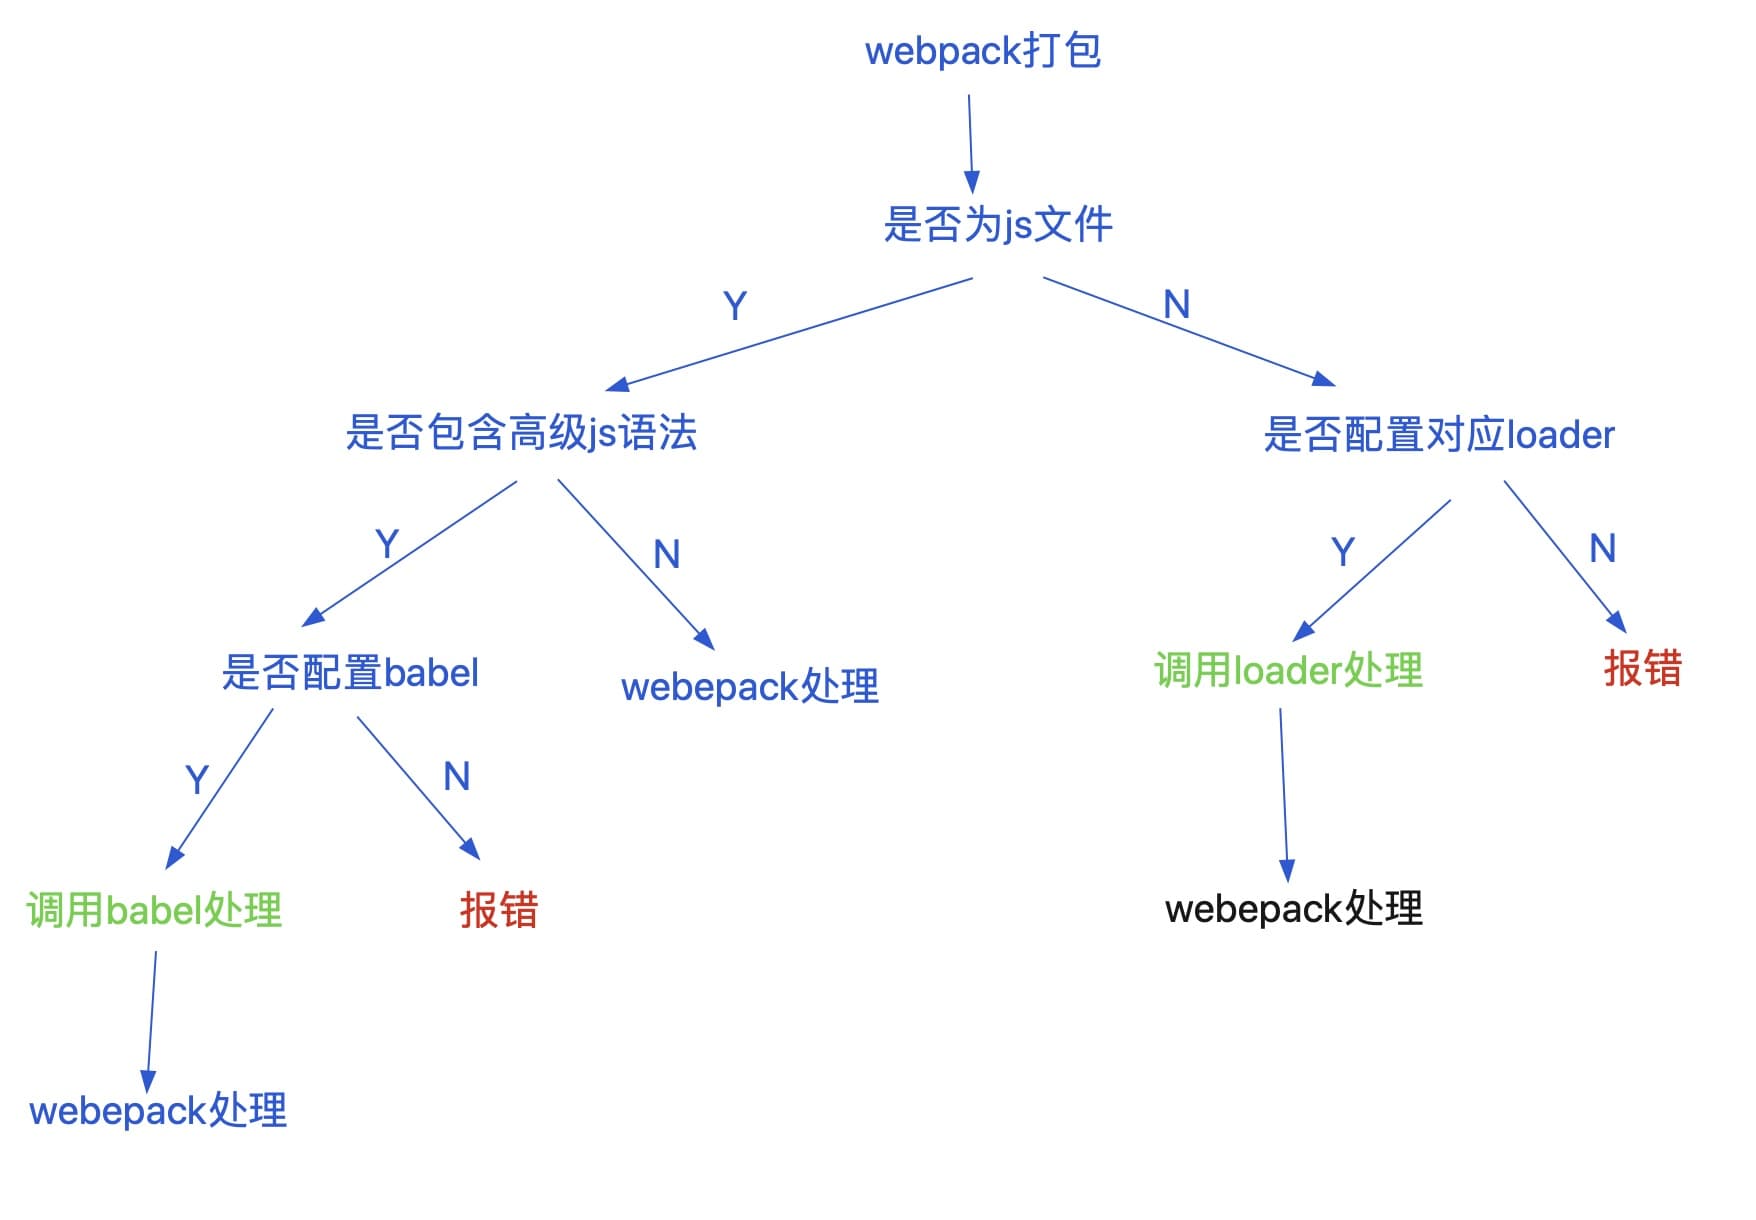 webpack打包
是否为js文件
Y
N
是否包含高级js语法
是否配置对应loader
Y
N
Y
N
是否配置babel
webepack处理
调用loader处理
报错
Y
N
调用babel处理
报错
webepack处理
webepack处理